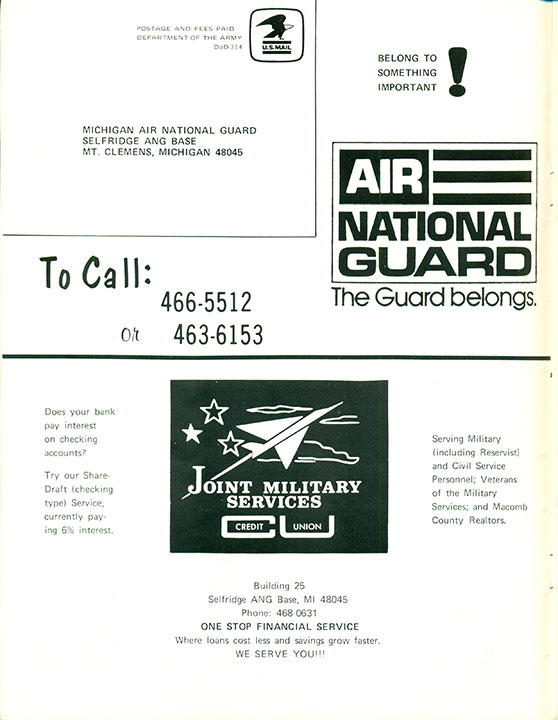 POSTAGE AND FEES PAID
DEPARTMENT OF THE ARMY
DoD-314
U.S.MAIL
MICHIGAN AIR NATIONAL GUARD
SELFRIDGE ANG BASE
MT. CLEMENS, MICHIGAN 48045
BELONG TO
SOMETHING
IMPORTANT
!
AIR
NATIONAL
GUARD
The Guard belongs.
To Call:
466-5512
or 463-6153
Does your bank
pay interest
on checking
accounts?
Try our Share-
Draft (checking
type) Service,
currently pay-
ing 6% interest.
JOINT MILITARY
SERVICES
CREDIT UNION
CU
Serving Military
(including Reservist)
and Civil Service
Personnel; Veterans
of the Military
Services; and Macomb
County Realtors.
Building 25
Selfridge ANG Base, MI 48045
Phone: 468-0631
ONE STOP FINANCIAL SERVICE
Where loans cost less and savings grow faster.
WE SERVE YOU!!!